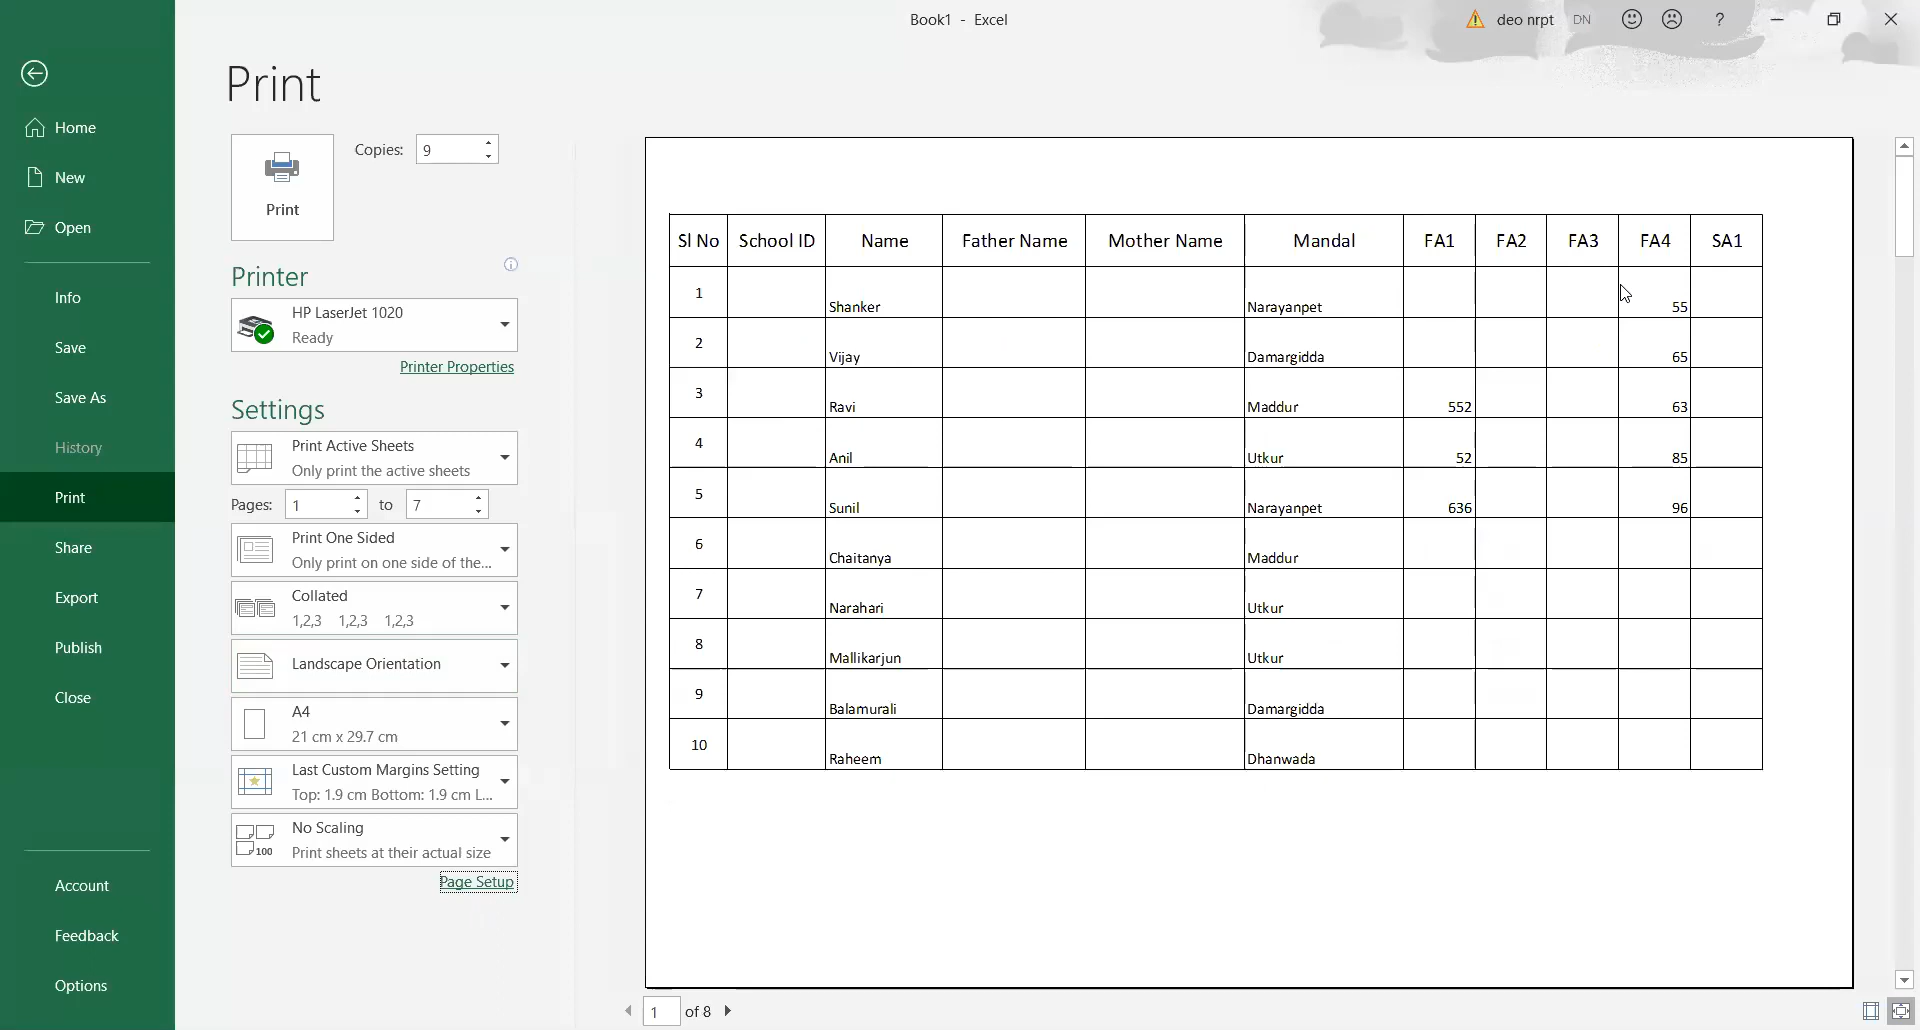 Book1 - Excel
deo nrpt DN ?
Home
New
Open
Info
Save
Save As
History
Print
Share
Export
Publish
Close
Account
Feedback
Options
Print
Print
Copies: 9
Printer
HP LaserJet 1020
Ready
Printer Properties
Settings
Print Active Sheets
Only print the active sheets
Pages: 1 to 7
Print One Sided
Only print on one side of the...
Collated
1,2,3 1,2,3 1,2,3
Landscape Orientation
A4
21 cm x 29.7 cm
Last Custom Margins Setting
Top: 1.9 cm Bottom: 1.9 cm L...
No Scaling
100 Print sheets at their actual size
Page Setup
Sl No School ID Name Father Name Mother Name Mandal FA1 FA2 FA3 FA4 SA1
1 Shanker Narayanpet 55
2 Vijay Damargidda 65
3 Ravi Maddur 552 63
4 Anil Utkur 52 85
5 Sunil Narayanpet 636 96
6 Chaitanya Maddur
7 Narahari Utkur
8 Mallikarjun Utkur
9 Balamurali Damargidda
10 Raheem Dhanwada
1 of 8